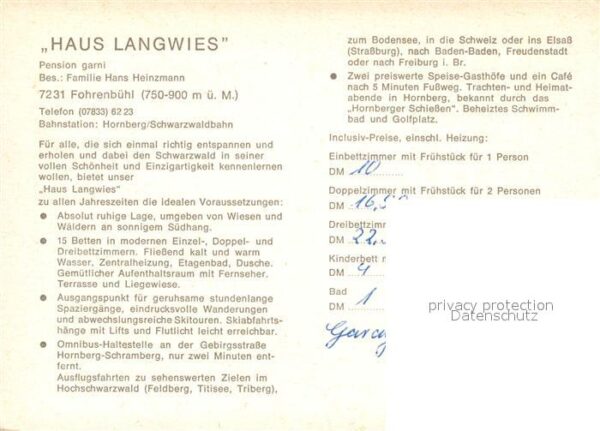 „HAUS LANGWIES"
Pension garni
Bes.: Familie Hans Heinzmann
7231 Fohrenbühl (750-900 m ü. M.)
Telefon (07833) 62 23
Bahnstation: Hornberg/Schwarzwaldbahn
Für alle, die sich einmal richtig entspannen und
erholen und dabei den Schwarzwald in seiner
vollen Schönheit und Einzigartigkeit kennenlernen
wollen, bietet unser
„Haus Langwies"
zu allen Jahreszeiten die idealen Voraussetzungen:
● Absolut ruhige Lage, umgeben von Wiesen und
Wäldern an sonnigem Südhang.
● 15 Betten in modernen Einzel-, Doppel- und
Dreibettzimmern. Fließend kalt und warm
Wasser. Zentralheizung, Etagenbad, Dusche.
Gemütlicher Aufenthaltsraum mit Fernseher.
Terrasse und Liegewiese.
● Ausgangspunkt für geruhsame stundenlange
Spaziergänge, eindrucksvolle Wanderungen
und abwechslungsreiche Skitouren. Skiabfahrts-
hänge mit Lifts und Flutlicht leicht erreichbar.
● Omnibus-Haltestelle an der Gebirgsstraße
Hornberg-Schramberg, nur zwei Minuten ent-
fernt.
Ausflugsfahrten zu sehenswerten Zielen im
Hochschwarzwald (Feldberg, Titisee, Triberg),
zum Bodensee, in die Schweiz oder ins Elsaß
(Straßburg), nach Baden-Baden, Freudenstadt
oder nach Freiburg i. Br.
● Zwei preiswerte Speise-Gasthöfe und ein Café
nach 5 Minuten Fußweg. Trachten- und Heimat-
abende in Hornberg, bekannt durch das
„Hornberger Schießen". Beheiztes Schwimm-
bad und Golfplatz.
Inclusiv-Preise, einschl. Heizung:
Einbettzimmer mit Frühstück für 1 Person
DM 10
Doppelzimmer mit Frühstück für 2 Personen
DM 16,50
Dreibettzi
DM 22,
Kinderbett
DM 4
Bad
DM 1
privacy protection
Datenschutz